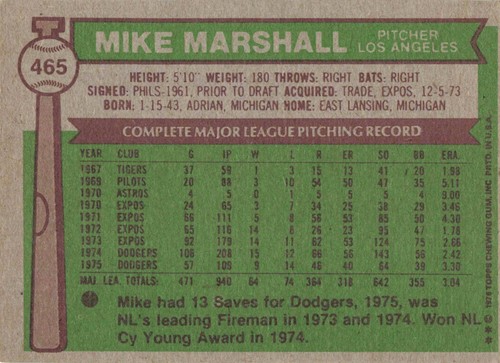 465
MIKE MARSHALL
PITCHER
LOS ANGELES
HEIGHT: 5'10" WEIGHT: 180 THROWS: RIGHT BATS: RIGHT
SIGNED: PHILS-1961, PRIOR TO DRAFT ACQUIRED: TRADE, EXPOS, 12-5-73
BORN: 1-15-43, ADRIAN, MICHIGAN HOME: EAST LANSING, MICHIGAN
COMPLETE MAJOR LEAGUE PITCHING RECORD
YEAR CLUB G IP W L R ER SO BB ERA.
1967 TIGERS 37 59 1 3 15 13 41 20 1.98
1969 PILOTS 20 88 3 10 54 50 47 35 5.11
1970 ASTROS 4 5 0 1 5 5 4
1970 EXPOS 24 65 3 7 34 25 38 29 3.46
1971 EXPOS 66 111 5 8 56 53 85 50 4.30
1972 EXPOS 65 116 14 8 26 23 95 47 1.78
1973 EXPOS 92 179 14 11 62 53 124 75 2.66
1974 DODGERS 106 208 15 12 66 56 143 56 2.42
1975 DODGERS 57 109 9 14 46 40 64 39 3.30
MAJ. LEA. TOTALS: 471 940 64 74 364 318 642 355 3.04
Mike had 13 Saves for Dodgers, 1975, was
NL's leading Fireman in 1973 and 1974. Won NL
Cy Young Award in 1974.
© 1976 TOPPS CHEWING GUM, INC. PRTD. IN U.S.A.